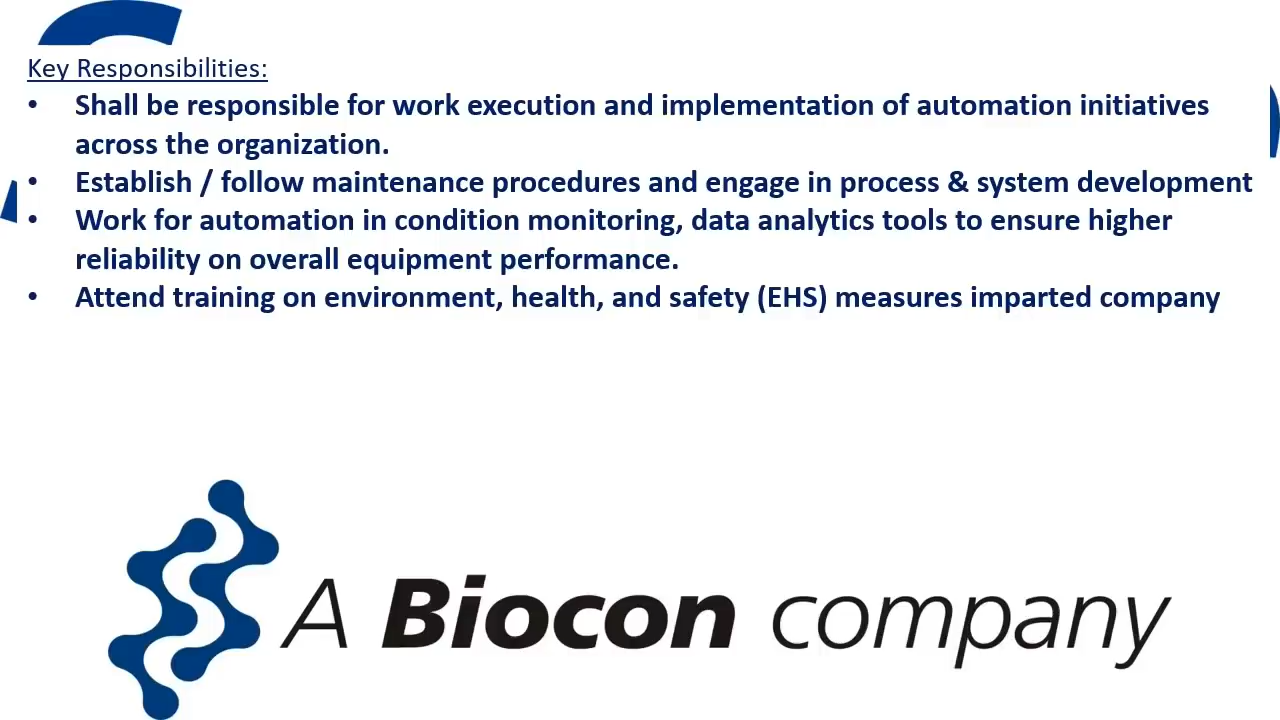 Key Responsibilities:
• Shall be responsible for work execution and implementation of automation initiatives
across the organization.
• Establish / follow maintenance procedures and engage in process & system development
• Work for automation in condition monitoring, data analytics tools to ensure higher
reliability on overall equipment performance.
• Attend training on environment, health, and safety (EHS) measures imparted company
A Biocon company